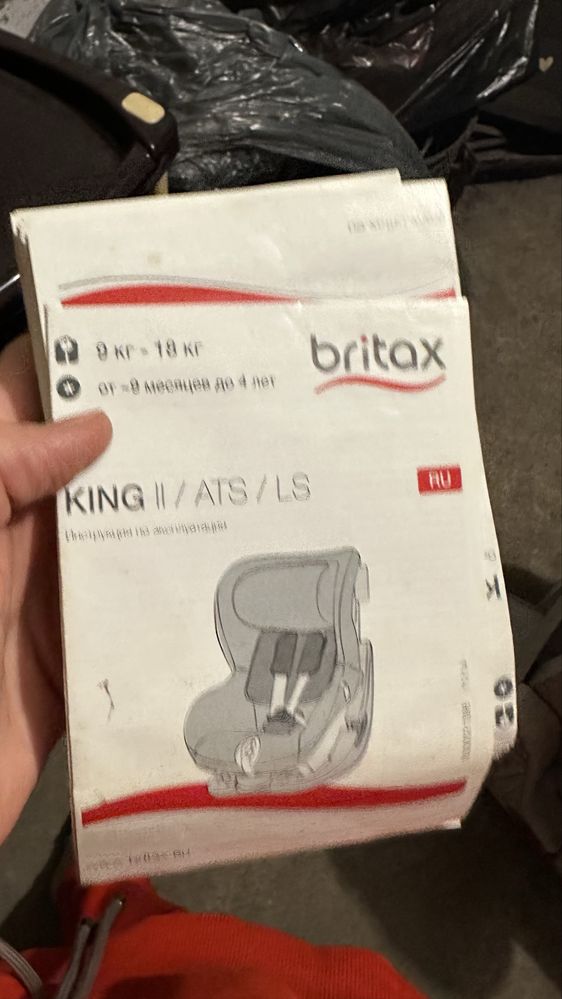 9 кг - 18 кг
britax
от ~9 месяцев до 4 лет
KING II / ATS / LS
RU
Инструкция по эксплуатации